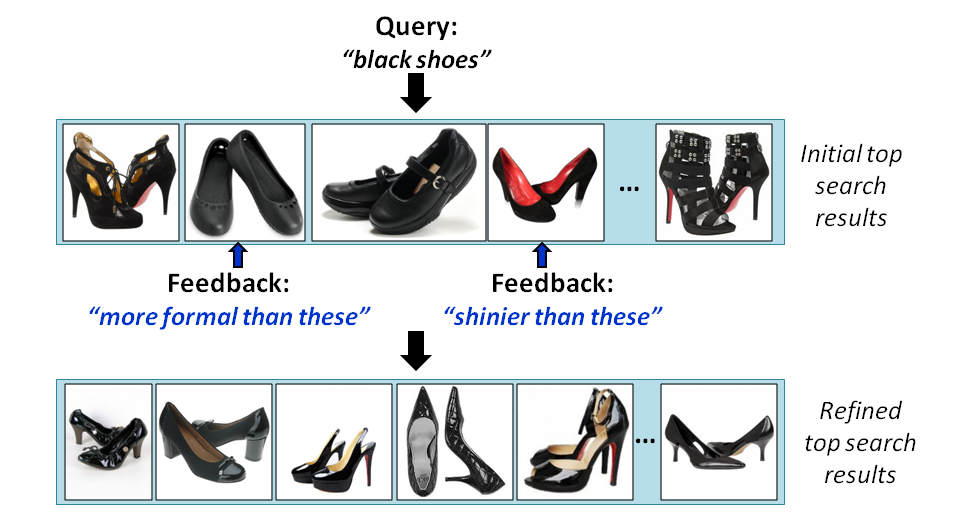 Query:
“black shoes”
Initial top
search
results
...
Feedback:
“more formal than these”
Feedback:
“shinier than these”
Refined
top search
results
...